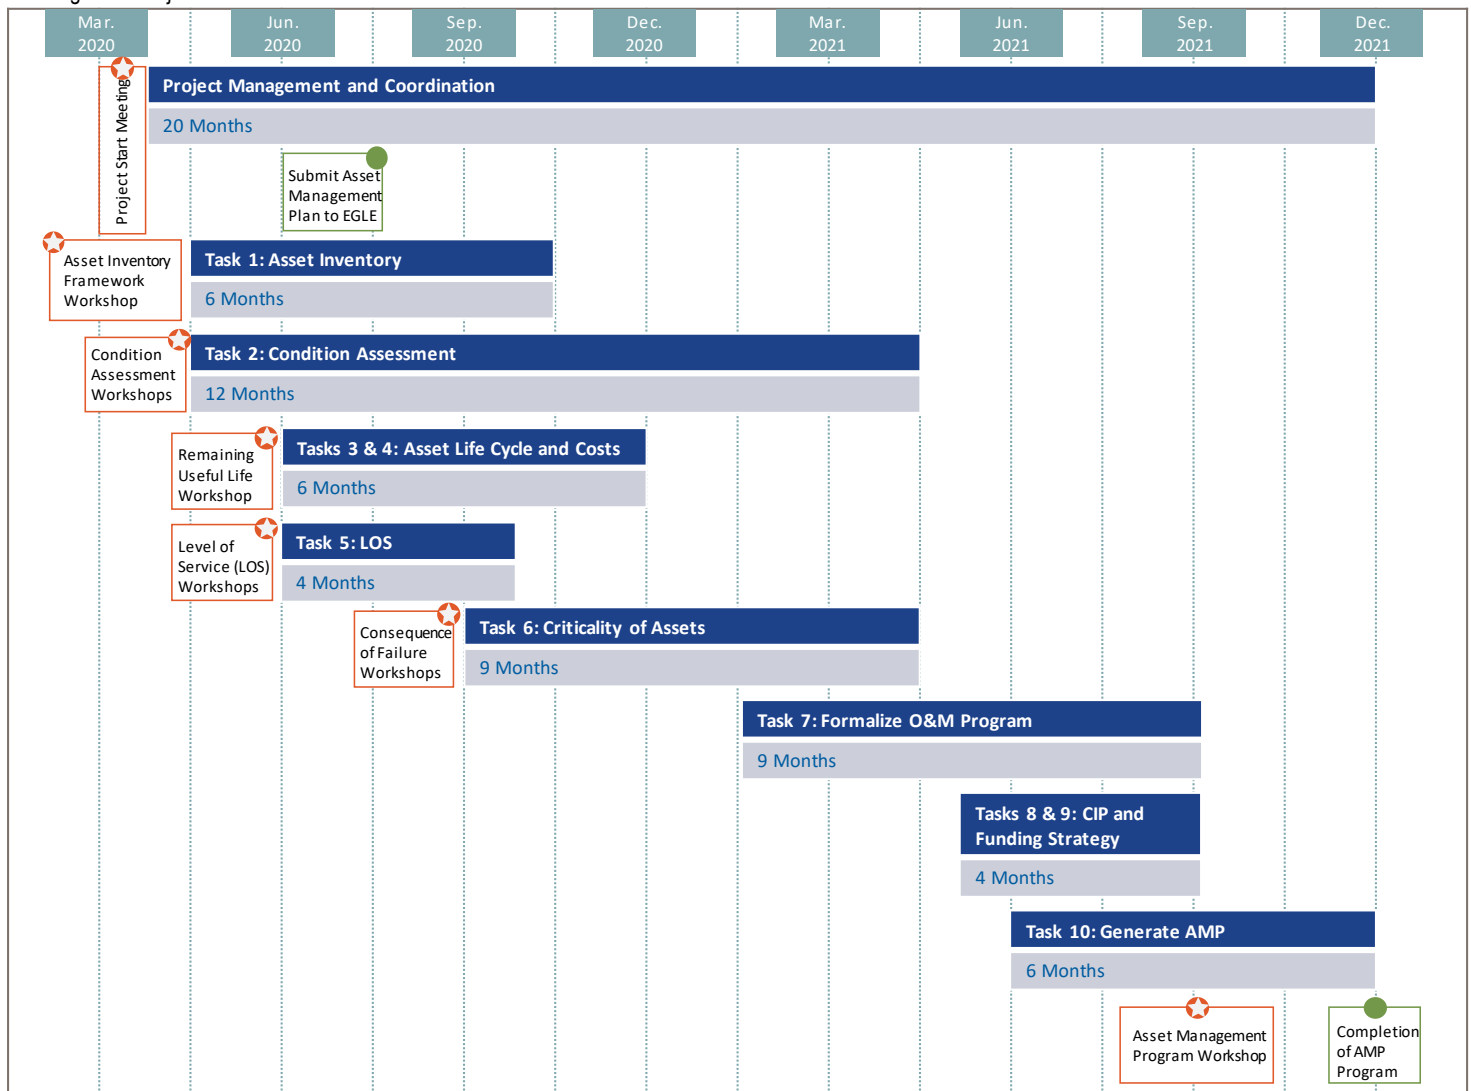 Mar.
2020
Jun.
2020
Sep.
2020
Dec.
2020
Mar.
2021
Jun.
2021
Sep.
2021
Dec.
2021
Project Start Meeting
Project Management and Coordination
20 Months
Submit Asset
Management
Plan to EGLE
Asset Inventory
Framework
Workshop
Task 1: Asset Inventory
6 Months
Condition
Assessment
Workshops
Task 2: Condition Assessment
12 Months
Remaining
Useful Life
Workshop
Tasks 3 & 4: Asset Life Cycle and Costs
6 Months
Level of
Service (LOS)
Workshops
Task 5: LOS
4 Months
Consequence
of Failure
Workshops
Task 6: Criticality of Assets
9 Months
Task 7: Formalize O&M Program
9 Months
Tasks 8 & 9: CIP and
Funding Strategy
4 Months
Task 10: Generate AMP
6 Months
Asset Management
Program Workshop
Completion
of AMP
Program